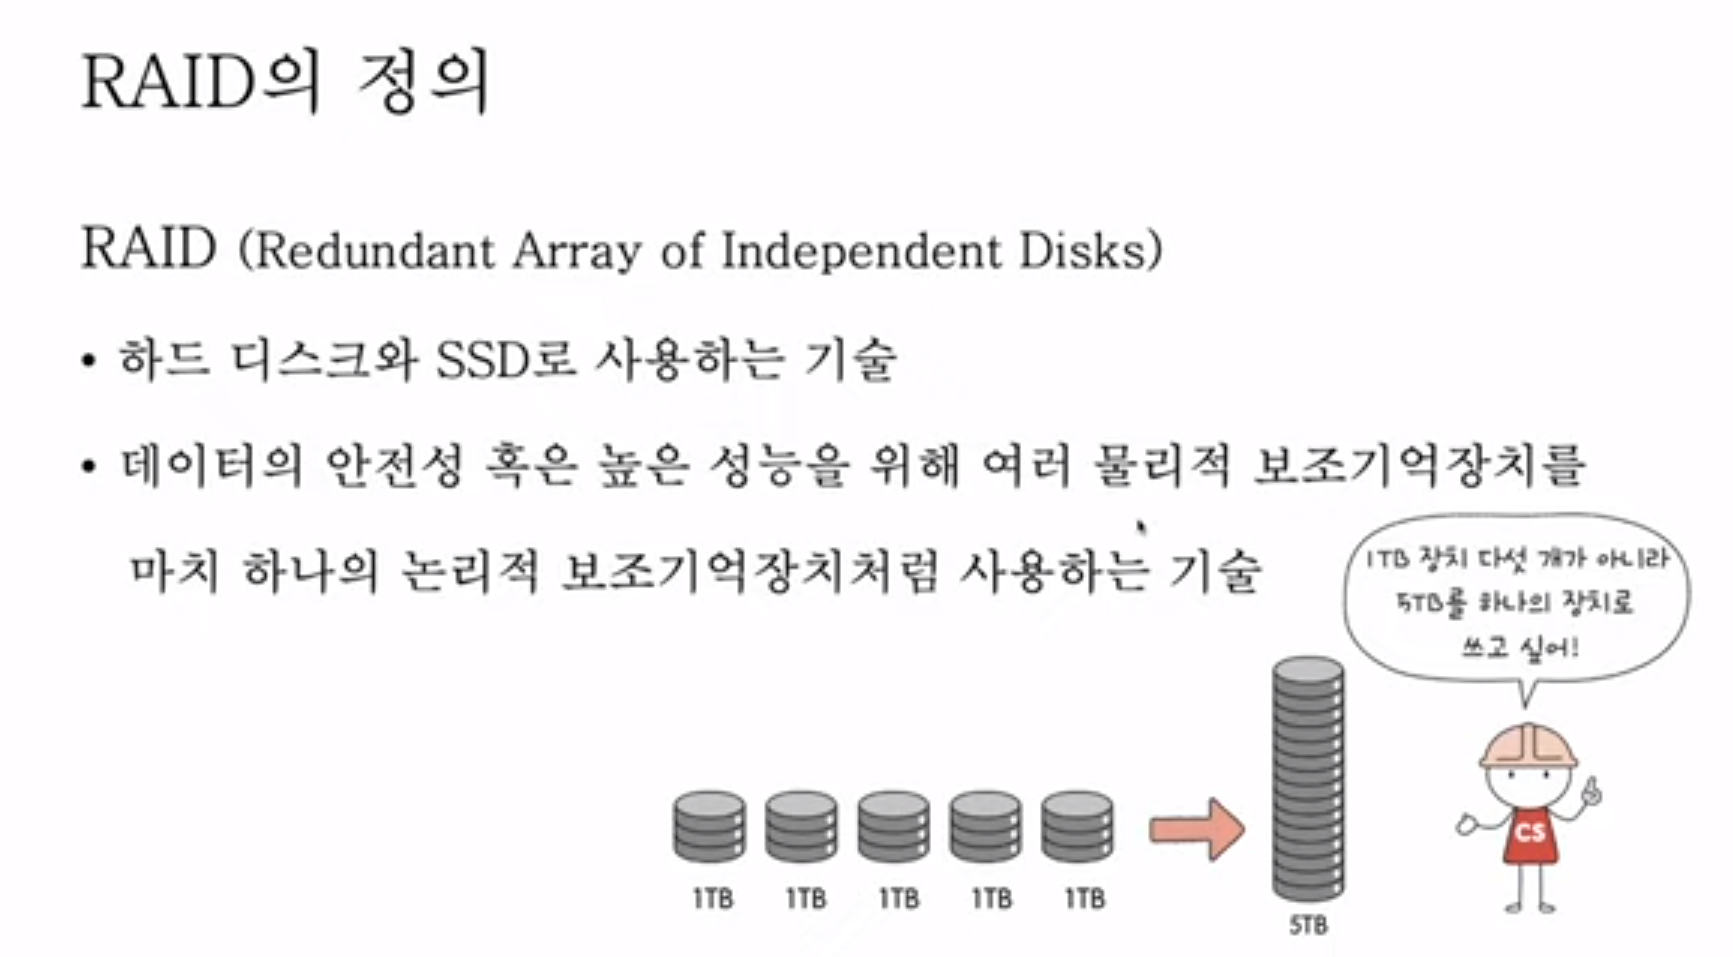 RAID의 정의
RAID (Redundant Array of Independent Disks)
• 하드 디스크와 SSD로 사용하는 기술
• 데이터의 안전성 혹은 높은 성능을 위해 여러 물리적 보조기억장치를
마치 하나의 논리적 보조기억장치처럼 사용하는 기술
1TB 장치 다섯 개가 아니라
5TB를 하나의 장치로
쓰고 싶어!
CS
1TB 1TB 1TB 1TB 1TB
5TB